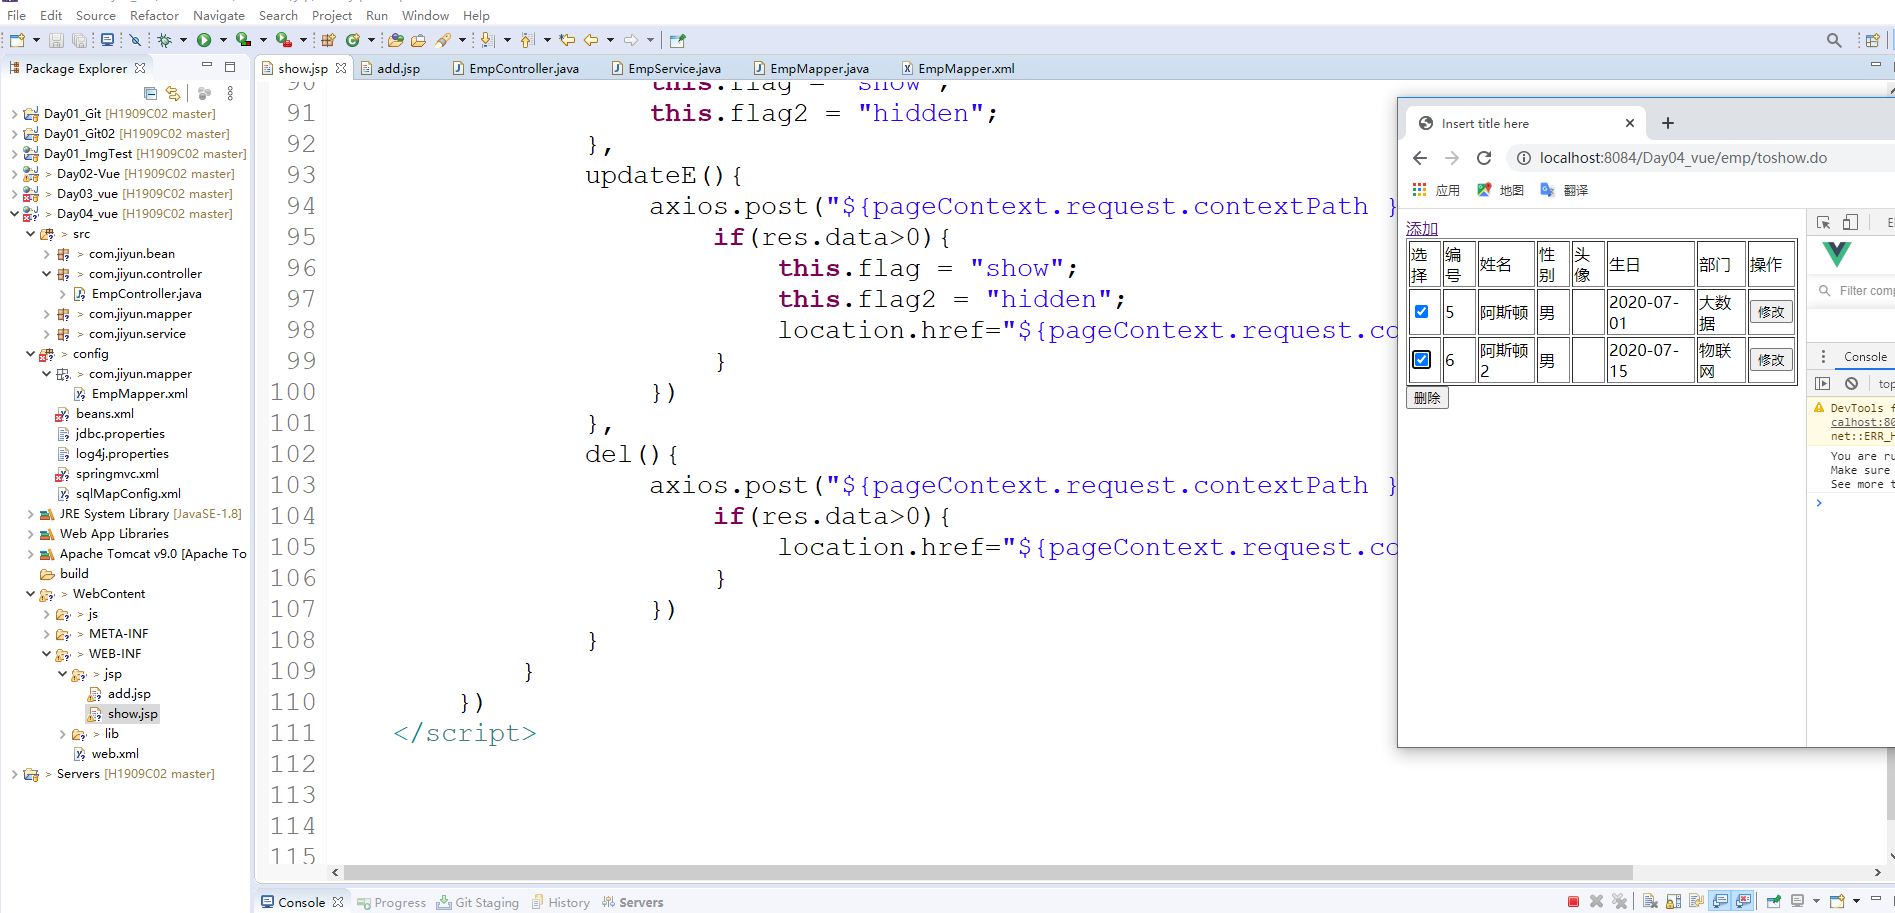 File Edit Source Refactor Navigate Search Project Run Window Help
Package Explorer
show.jsp add.jsp EmpController.java EmpService.java EmpMapper.java EmpMapper.xml
Day01_Git [H1909C02 master]
Day01_Git02 [H1909C02 master]
Day01_ImgTest [H1909C02 master]
> Day02-Vue [H1909C02 master]
> Day03_vue [H1909C02 master]
> Day04_vue [H1909C02 master]
> src
> com.jiyun.bean
> com.jiyun.controller
EmpController.java
> com.jiyun.mapper
> com.jiyun.service
> config
> com.jiyun.mapper
EmpMapper.xml
beans.xml
jdbc.properties
log4j.properties
springmvc.xml
sqlMapConfig.xml
JRE System Library [JavaSE-1.8]
Web App Libraries
Apache Tomcat v9.0 [Apache To
build
> WebContent
> js
> META-INF
> WEB-INF
> jsp
add.jsp
show.jsp
> lib
web.xml
> Servers [H1909C02 master]
90 this.flag = "show";
91 this.flag2 = "hidden";
92 },
93 updateE(){
94 axios.post("${pageContext.request.contextPath }
95 if(res.data>0){
96 this.flag = "show";
97 this.flag2 = "hidden";
98 location.href="${pageContext.request.co
99 }
100 })
101 },
102 del(){
103 axios.post("${pageContext.request.contextPath }
104 if(res.data>0){
105 location.href="${pageContext.request.co
106 }
107 })
108 }
109 }
110 })
111 </script>
112
113
114
115
Insert title here
localhost:8084/Day04_vue/emp/toshow.do
应用 地图 翻译
添加
选择 编号 姓名 性别 头像 生日 部门 操作
5 阿斯顿 男 2020-07-01 大数据 修改
6 阿斯顿2 男 2020-07-15 物联网 修改
删除
E
Filter comp
Console
top
DevTools f
calhost:80
net::ERR_H
You are ru
Make sure
See more t
Console Progress Git Staging History Servers